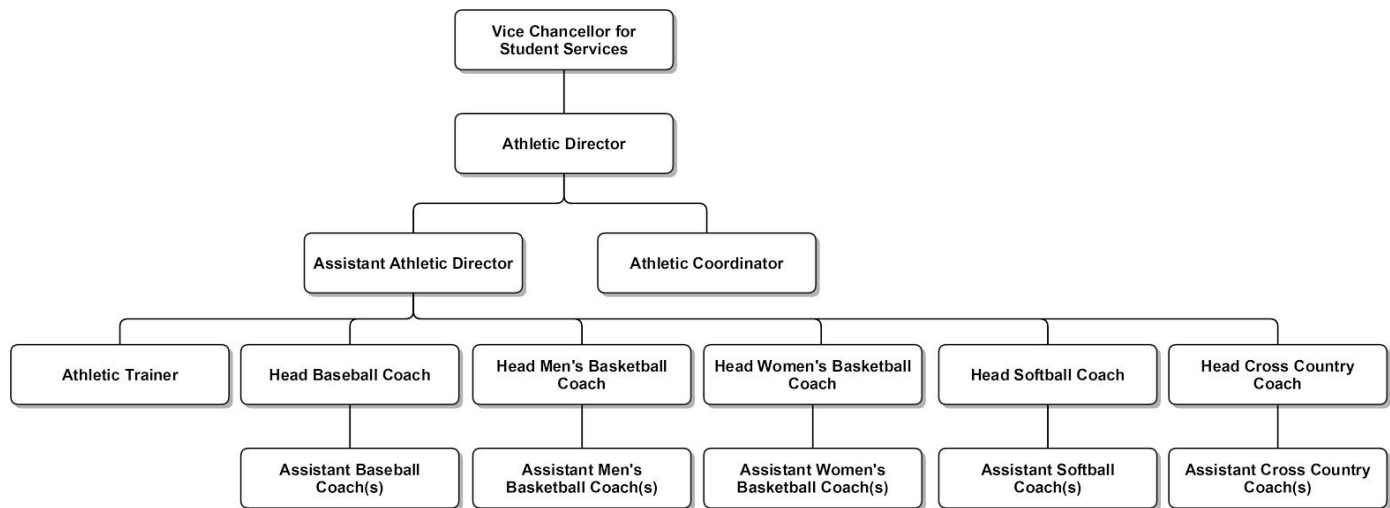 Vice Chancellor for
Student Services
Athletic Director
Assistant Athletic Director
Athletic Coordinator
Athletic Trainer
Head Baseball Coach
Head Men's Basketball
Coach
Head Women's Basketball
Coach
Head Softball Coach
Head Cross Country
Coach
Assistant Baseball
Coach(s)
Assistant Men's
Basketball Coach(s)
Assistant Women's
Basketball Coach(s)
Assistant Softball
Coach(s)
Assistant Cross Country
Coach(s)